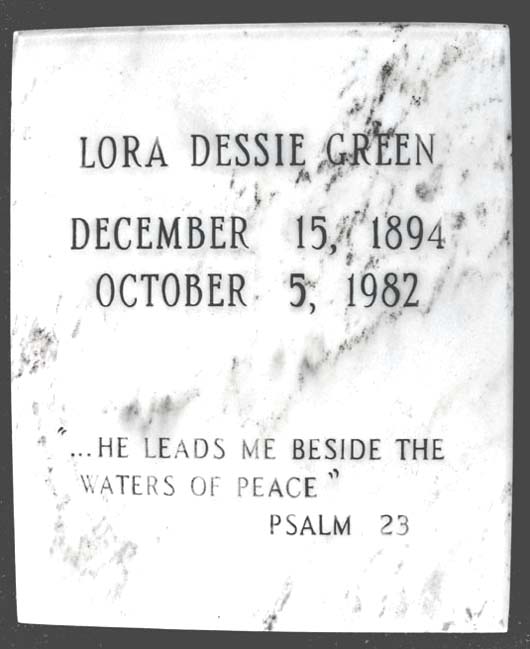 LORA DESSIE GREEN
DECEMBER 15, 1894
OCTOBER 5, 1982
"...HE LEADS ME BESIDE THE
WATERS OF PEACE"
PSALM 23